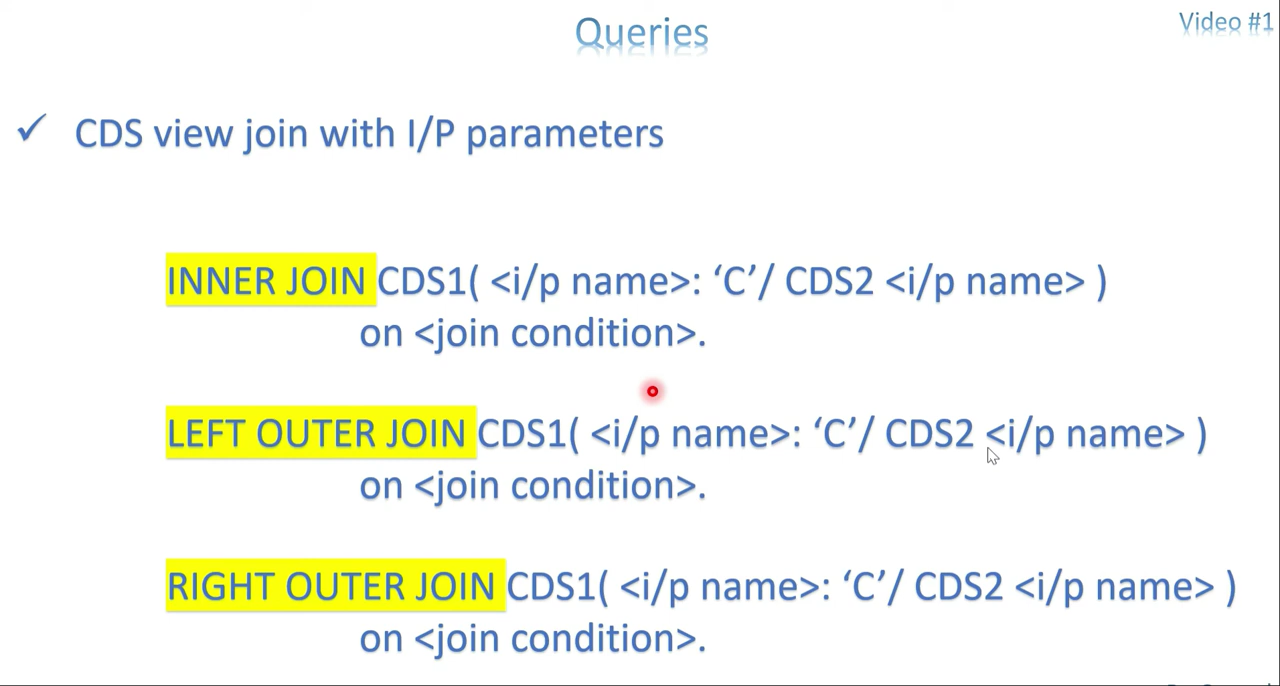 Queries
Video #1
✓ CDS view join with I/P parameters
INNER JOIN CDS1( <i/p name>: ‘C’/ CDS2 <i/p name> )
on <join condition>.
LEFT OUTER JOIN CDS1( <i/p name>: ‘C’/ CDS2 <i/p name> )
on <join condition>.
RIGHT OUTER JOIN CDS1( <i/p name>: ‘C’/ CDS2 <i/p name> )
on <join condition>.